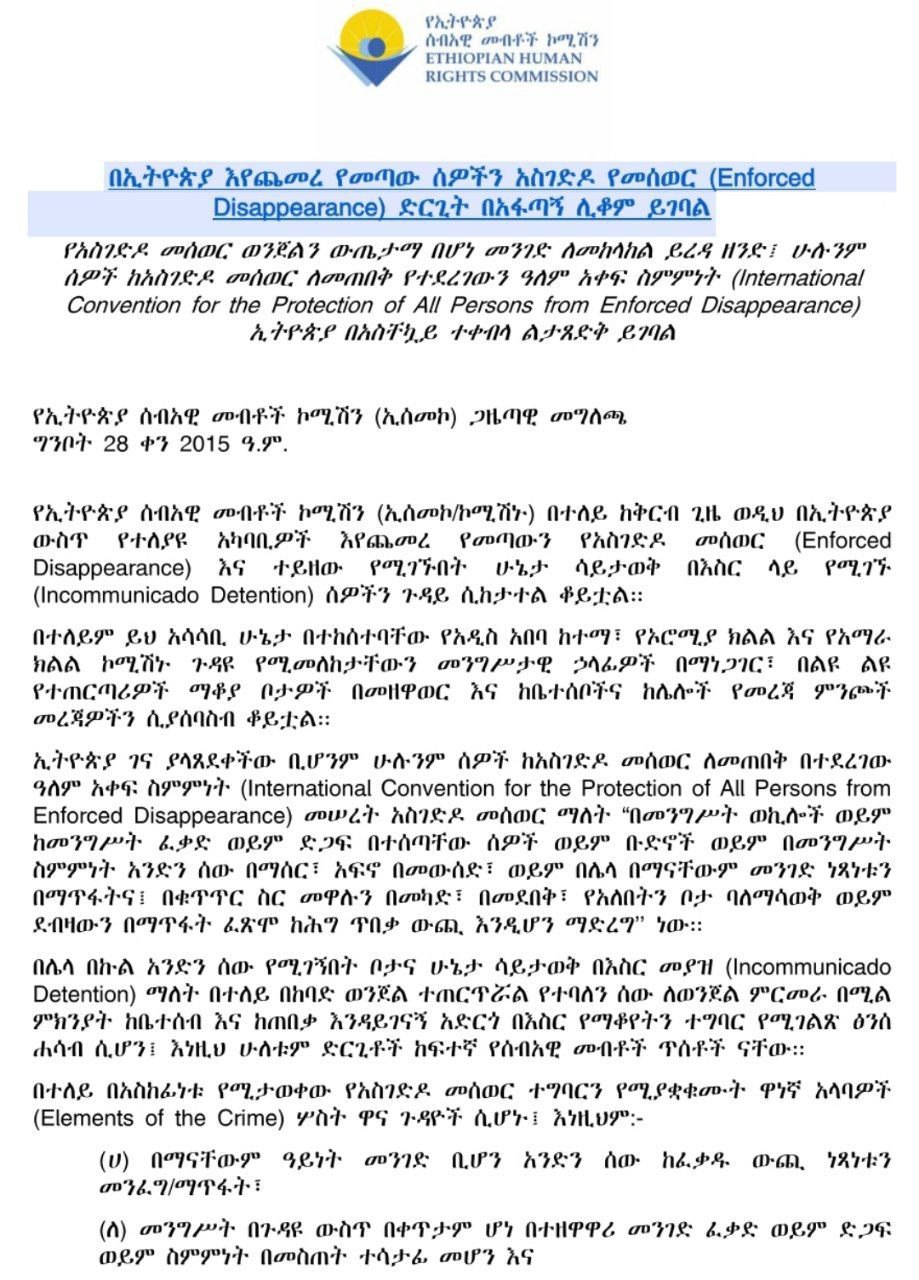 የኢትዮጵያ
ሰብአዊ መብቶች ኮሚሽን
ETHIOPIAN HUMAN
RIGHTS COMMISSION
በኢትዮጵያ እየጨመረ የመጣው ሰዎችን አስገድዶ የመሰወር (Enforced
Disappearance) ድርጊት በአፋጣኝ ሊቆም ይገባል
የአስገድዶ መሰወር ወንጀልን ውጤታማ በሆነ መንገድ ለመከላከል ይረዳ ዘንድ፤ ሁሉንም
ሰዎች ከአስገድዶ መሰወር ለመጠበቅ የተደረገውን ዓለም አቀፍ ስምምነት (International
Convention for the Protection of All Persons from Enforced Disappearance)
ኢትዮጵያ በአስቸኳይ ተቀብላ ልታጸድቅ ይገባል
የኢትዮጵያ ሰብአዊ መብቶች ኮሚሽን (ኢሰመኮ) ጋዜጣዊ መግለጫ
ግንቦት 28 ቀን 2015 ዓ.ም.
የኢትዮጵያ ሰብአዊ መብቶች ኮሚሽን (ኢሰመኮ/ኮሚሽኑ) በተለይ ከቅርብ ጊዜ ወዲህ በኢትዮጵያ
ውስጥ የተለያዩ አካባቢዎች እየጨመረ የመጣውን የአስገድዶ መሰወር (Enforced
Disappearance) እና ተይዘው የሚገኙበት ሁኔታ ሳይታወቅ በእስር ላይ የሚገኙ
(Incommunicado Detention) ሰዎችን ጉዳይ ሲከታተል ቆይቷል።
በተለይም ይህ አሳሳቢ ሁኔታ በተከሰተባቸው የአዲስ አበባ ከተማ፣ የኦሮሚያ ክልል እና የአማራ
ክልል ኮሚሽኑ ጉዳዩ የሚመለከታቸውን መንግሥታዊ ኃላፊዎች በማነጋገር፣ በልዩ ልዩ
የተጠርጣሪዎች ማቆያ ቦታዎች በመዘዋወር እና ከቤተሰቦችና ከሌሎች የመረጃ ምንጮች
መረጃዎችን ሲያሰባስብ ቆይቷል።
ኢትዮጵያ ገና ያላጸደቀችው ቢሆንም ሁሉንም ሰዎች ከአስገድዶ መሰወር ለመጠበቅ በተደረገው
ዓለም አቀፍ ስምምነት (International Convention for the Protection of All Persons from
Enforced Disappearance) መሠረት አስገድዶ መሰወር ማለት “በመንግሥት ወኪሎች ወይም
ከመንግሥት ፈቃድ ወይም ድጋፍ በተሰጣቸው ሰዎች ወይም ቡድኖች ወይም በመንግሥት
ስምምነት አንድን ሰው በማሰር፣ አፍኖ በመውሰድ፣ ወይም በሌላ በማናቸውም መንገድ ነጻነቱን
በማጥፋትና፤ በቁጥጥር ስር መዋሉን በመካድ፣ በመደበቅ፣ የአለበትን ቦታ ባለማሳወቅ ወይም
ደብዛውን በማጥፋት ፈጽሞ ከሕግ ጥበቃ ውጪ እንዲሆን ማድረግ” ነው።
በሌላ በኩል አንድን ሰው የሚገኝበት ቦታና ሁኔታ ሳይታወቅ በእስር መያዝ (Incommunicado
Detention) ማለት በተለይ በከባድ ወንጀል ተጠርጥሯል የተባለን ሰው ለወንጀል ምርመራ በሚል
ምክንያት ከቤተሰብ እና ከጠበቃ እንዳይገናኝ አድርጎ በእስር የማቆየትን ተግባር የሚገልጽ ፅንሰ
ሐሳብ ሲሆን፤ እነዚህ ሁለቱም ድርጊቶች ከፍተኛ የሰብአዊ መብቶች ጥሰቶች ናቸው።
በተለይ በአስከፊነቱ የሚታወቀው የአስገድዶ መሰወር ተግባርን የሚያቋቁሙት ዋነኛ አላባዎች
(Elements of the Crime) ሦስት ዋና ጉዳዮች ሲሆኑ፤ እነዚህም:-
(ሀ) በማናቸውም ዓይነት መንገድ ቢሆን አንድን ሰው ከፈቃዱ ውጪ ነጻነቱን
መንፈግ/ማጥፋት፣
(ለ) መንግሥት በጉዳዩ ውስጥ በቀጥታም ሆነ በተዘዋዋሪ መንገድ ፈቃድ ወይም ድጋፍ
ወይም ስምምነት በመስጠት ተሳታፊ መሆን እና